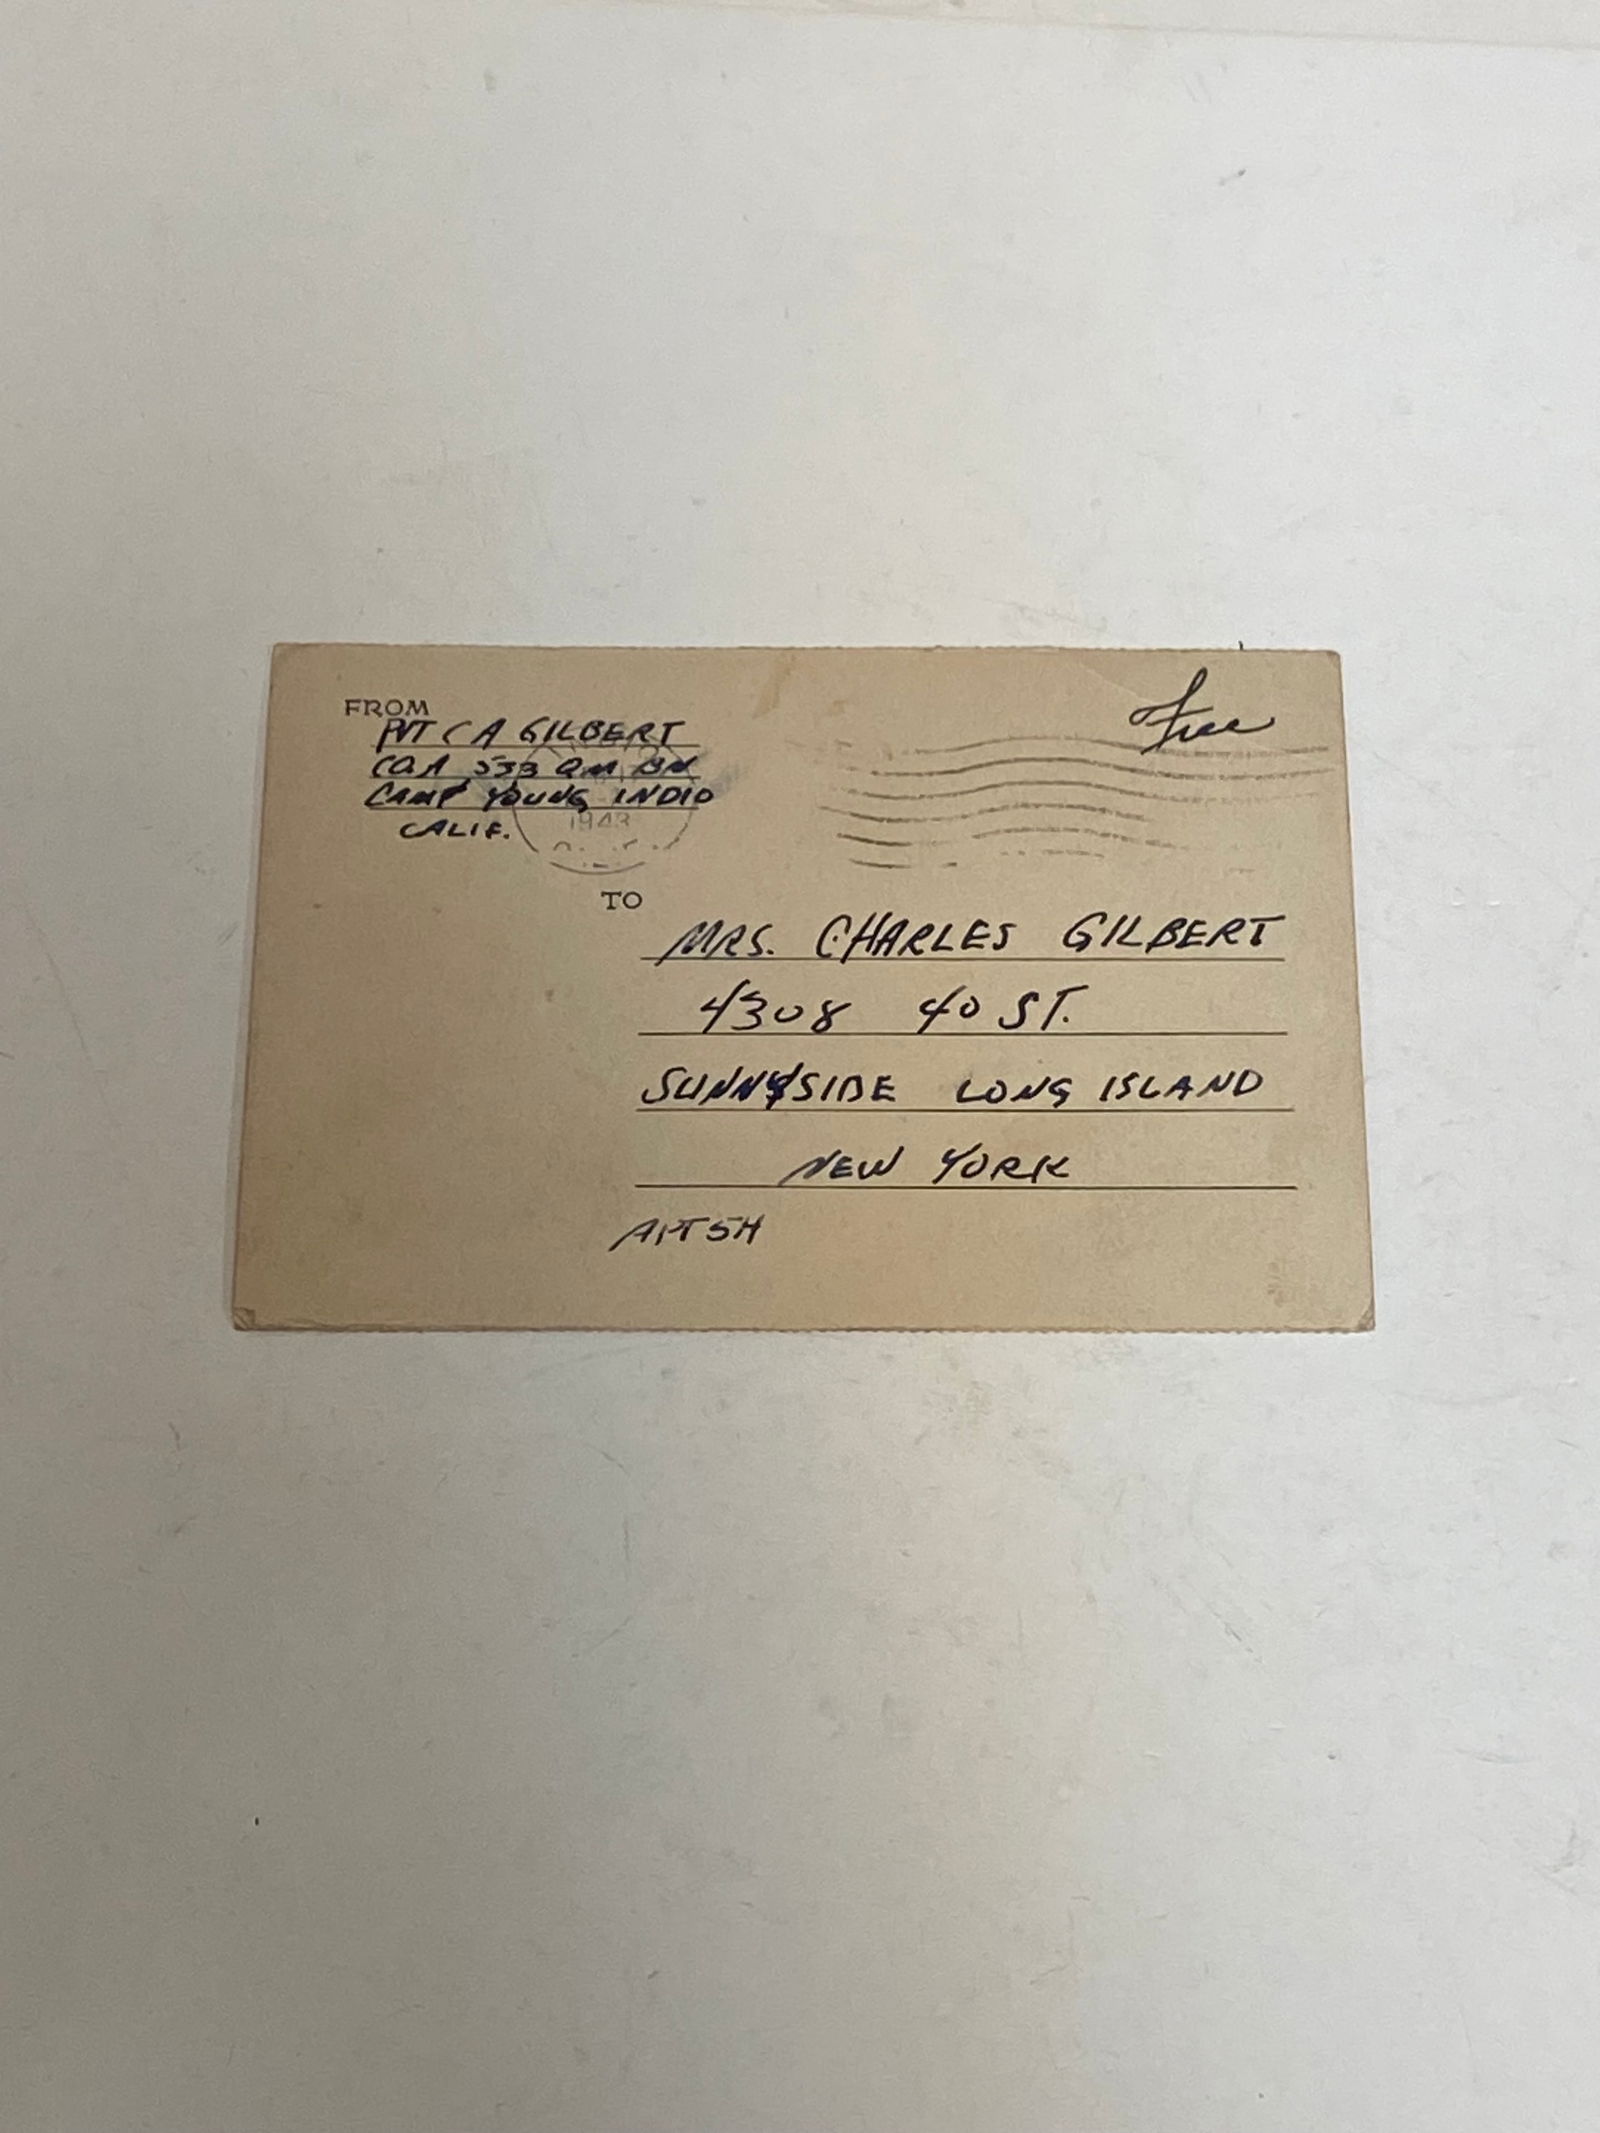 FROM
PVT C A GILBERT
CO.A 533 QM BN
CAMP YOUNG INDIO
CALIF.
1943
Free
TO
MRS. CHARLES GILBERT
4308 40 ST.
SUNNYSIDE LONG ISLAND
NEW YORK
APT 5H